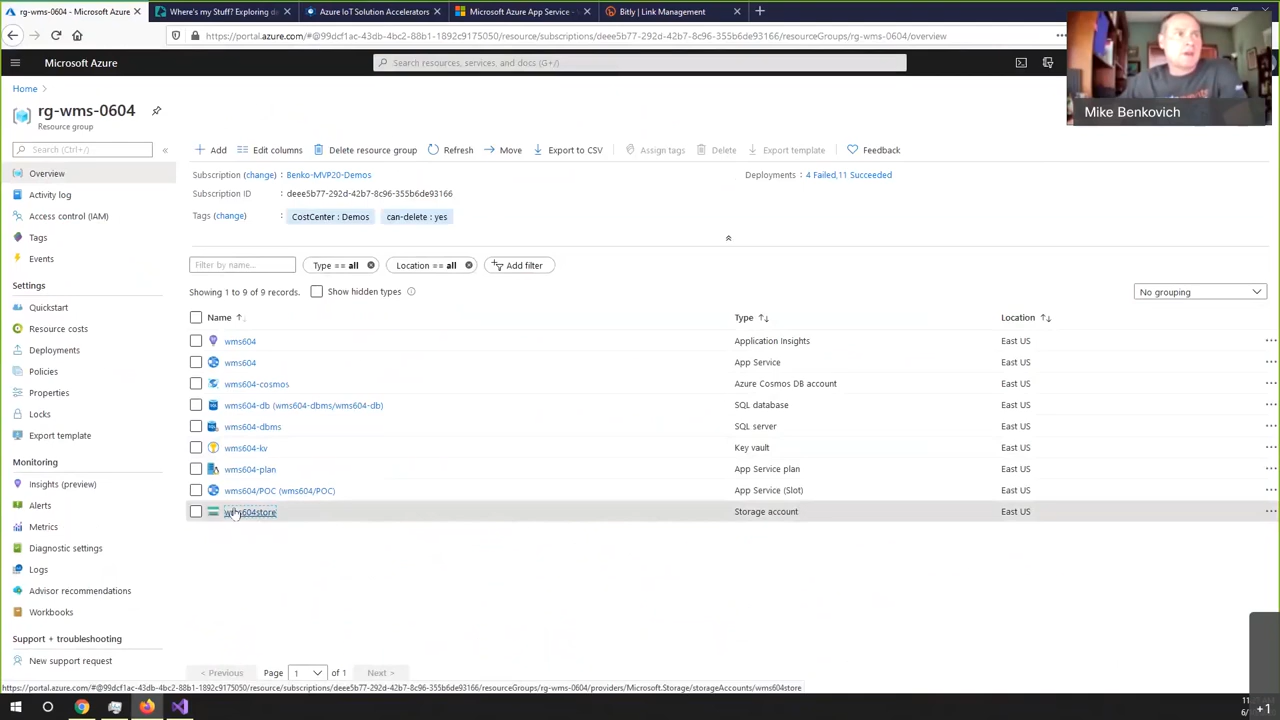 rg-wms-0604 - Microsoft Azure
Where's my Stuff? Exploring d
Azure IoT Solution Accelerators
Microsoft Azure App Service -
Bitly | Link Management
https://portal.azure.com/#@99dcf1ac-43db-4bc2-88b1-1892c9175050/resource/subscriptions/deee5b77-292d-42b7-8c96-355b6de93166/resourceGroups/rg-wms-0604/overview
Microsoft Azure
Search resources, services, and docs (G+/)
Mike Benkovich
Home
rg-wms-0604
Resource group
Search (Ctrl+/)
Overview
Activity log
Access control (IAM)
Tags
Events
Settings
Quickstart
Resource costs
Deployments
Policies
Properties
Locks
Export template
Monitoring
Insights (preview)
Alerts
Metrics
Diagnostic settings
Logs
Advisor recommendations
Workbooks
Support + troubleshooting
New support request
Add
Edit columns
Delete resource group
Refresh
Move
Export to CSV
Assign tags
Delete
Export template
Feedback
Subscription (change) : Benko-MVP20-Demos
Deployments : 4 Failed,11 Succeeded
Subscription ID : deee5b77-292d-42b7-8c96-355b6de93166
Tags (change) : CostCenter : Demos can-delete : yes
Filter by name...
Type == all
Location == all
Add filter
Showing 1 to 9 of 9 records.
Show hidden types
No grouping
Name Type Location
wms604 Application Insights East US
wms604 App Service East US
wms604-cosmos Azure Cosmos DB account East US
wms604-db (wms604-dbms/wms604-db) SQL database East US
wms604-dbms SQL server East US
wms604-kv Key vault East US
wms604-plan App Service plan East US
wms604/POC (wms604/POC) App Service (Slot) East US
wms604store Storage account East US
< Previous Page 1 of 1 Next >
https://portal.azure.com/#@99dcf1ac-43db-4bc2-88b1-1892c9175050/resource/subscriptions/deee5b77-292d-42b7-8c96-355b6de93166/resourceGroups/rg-wms-0604/providers/Microsoft.Storage/storageAccounts/wms604store
+1